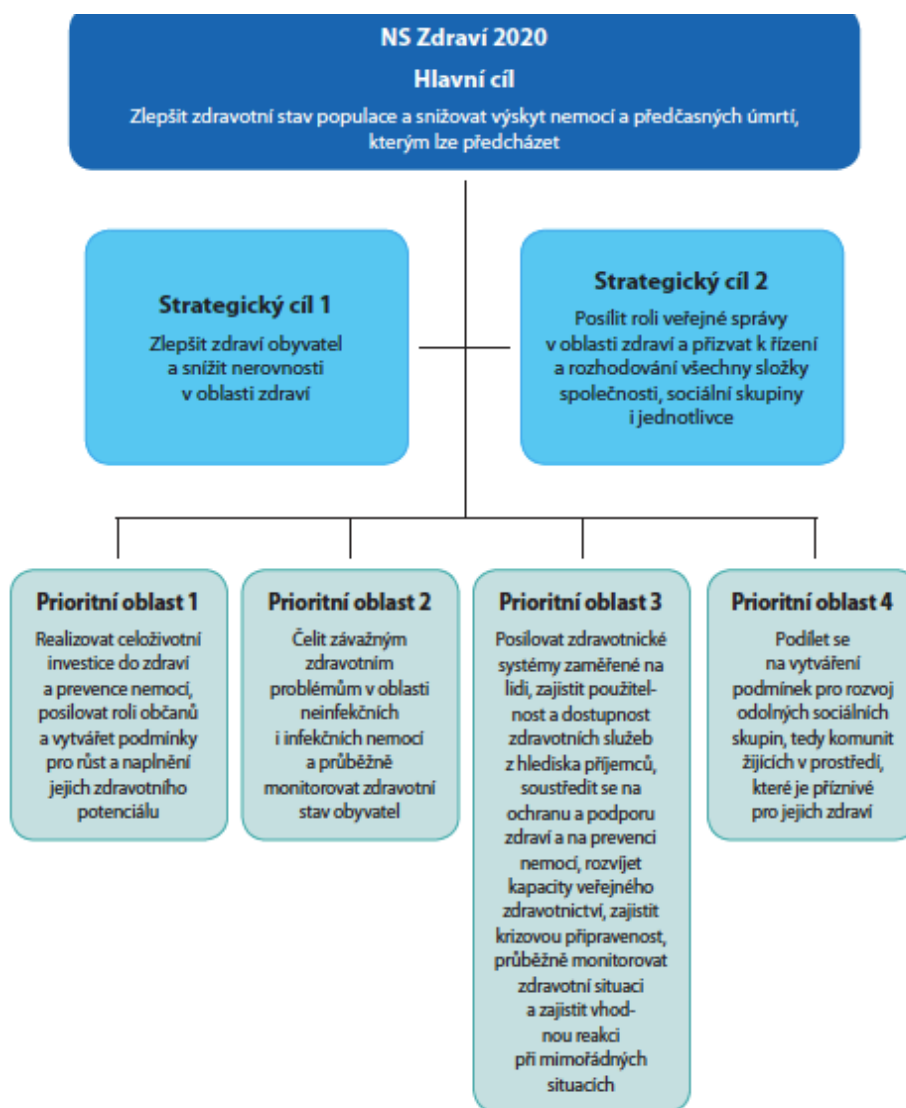 NS Zdraví 2020
Hlavní cíl
Zlepšit zdravotní stav populace a snižovat výskyt nemocí a předčasných úmrtí,
kterým lze předcházet
Strategický cíl 1
Zlepšit zdraví obyvatel
a snížit nerovnosti
v oblasti zdraví
Strategický cíl 2
Posílit roli veřejné správy
v oblasti zdraví a přizvat k řízení
a rozhodování všechny složky
společnosti, sociální skupiny
i jednotlivce
Prioritní oblast 1
Realizovat celoživotní
investice do zdraví
a prevence nemocí,
posilovat roli občanů
a vytvářet podmínky
pro růst a naplnění
jejich zdravotního
potenciálu
Prioritní oblast 2
Čelit závažným
zdravotním
problémům v oblasti
neinfekčních
i infekčních nemocí
a průběžně
monitorovat zdravotní
stav obyvatel
Prioritní oblast 3
Posilovat zdravotnické
systémy zaměřené na
lidi, zajistit použitel-
nost a dostupnost
zdravotních služeb
z hlediska příjemců,
soustředit se na
ochranu a podporu
zdraví a na prevenci
nemocí, rozvíjet
kapacity veřejného
zdravotnictví, zajistit
krizovou připravenost,
průběžně monitorovat
zdravotní situaci
a zajistit vhod-
nou reakci
při mimořádných
situacích
Prioritní oblast 4
Podílet se
na vytváření
podmínek pro rozvoj
odolných sociálních
skupin, tedy komunit
žijících v prostředí,
které je příznivé
pro jejich zdraví